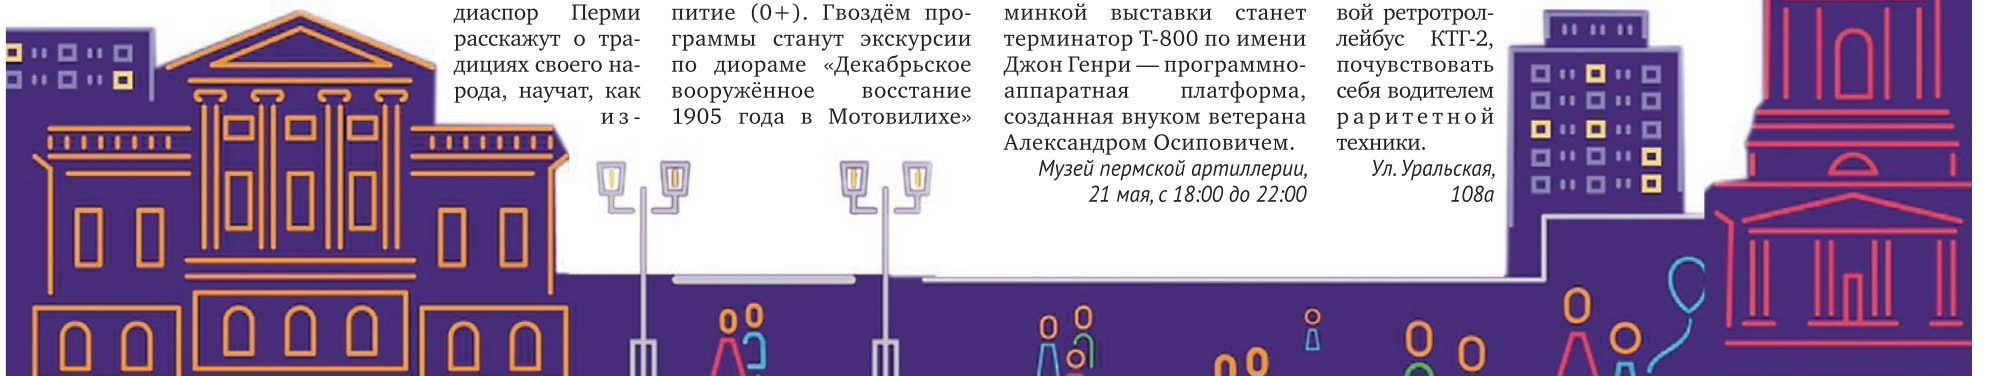 диаспор Перми
расскажут о тра-
дициях своего на-
рода, научат, как
из-
питие (0+). Гвоздём про-
граммы станут экскурсии
по диораме «Декабрьское
вооружённое восстание
1905 года в Мотовилихе»
минкой выставки станет
терминатор Т-800 по имени
Джон Генри — программно-
аппаратная платформа,
созданная внуком ветерана
Александром Осиповичем.
Музей пермской артиллерии,
21 мая, с 18:00 до 22:00
вой ретротрол-
лейбус КТГ-2,
почувствовать
себя водителем
раритетной
техники.
Ул. Уральская,
108а